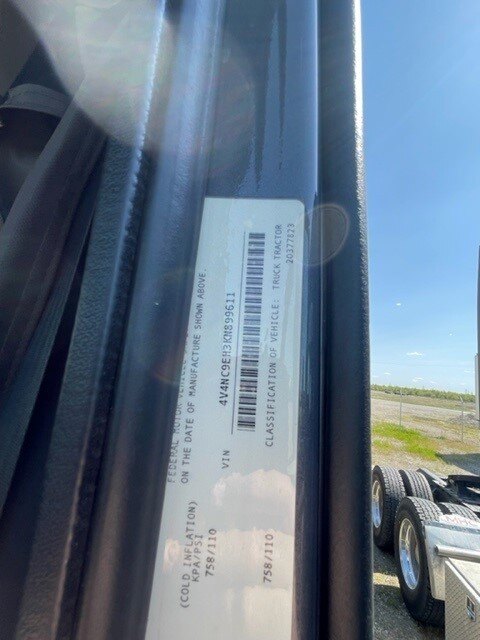 (COLD INFLATION)
KPA/PSI
758/110
758/110
FEDERAL MOTOR VEHICLE
ON THE DATE OF MANUFACTURE SHOWN ABOVE.
VIN 4V4NC9EH3KN899611
CLASSIFICATION OF VEHICLE: TRUCK TRACTOR
20377823